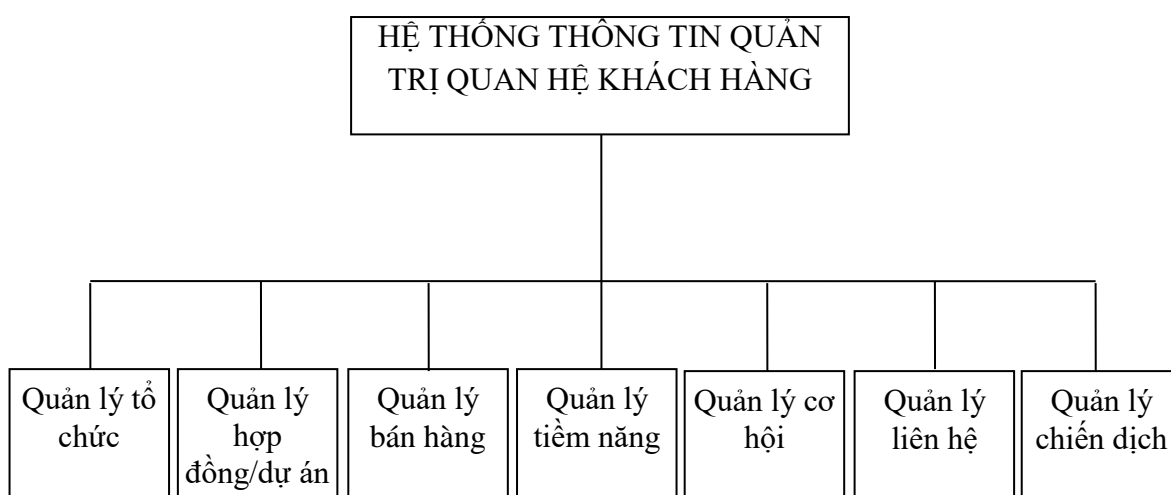 HỆ THỐNG THÔNG TIN QUẢN
TRỊ QUAN HỆ KHÁCH HÀNG
Quản lý tổ
chức
Quản lý
hợp
đồng/dự án
Quản lý
bán hàng
Quản lý
tiềm năng
Quản lý cơ
hội
Quản lý
liên hệ
Quản lý
chiến dịch